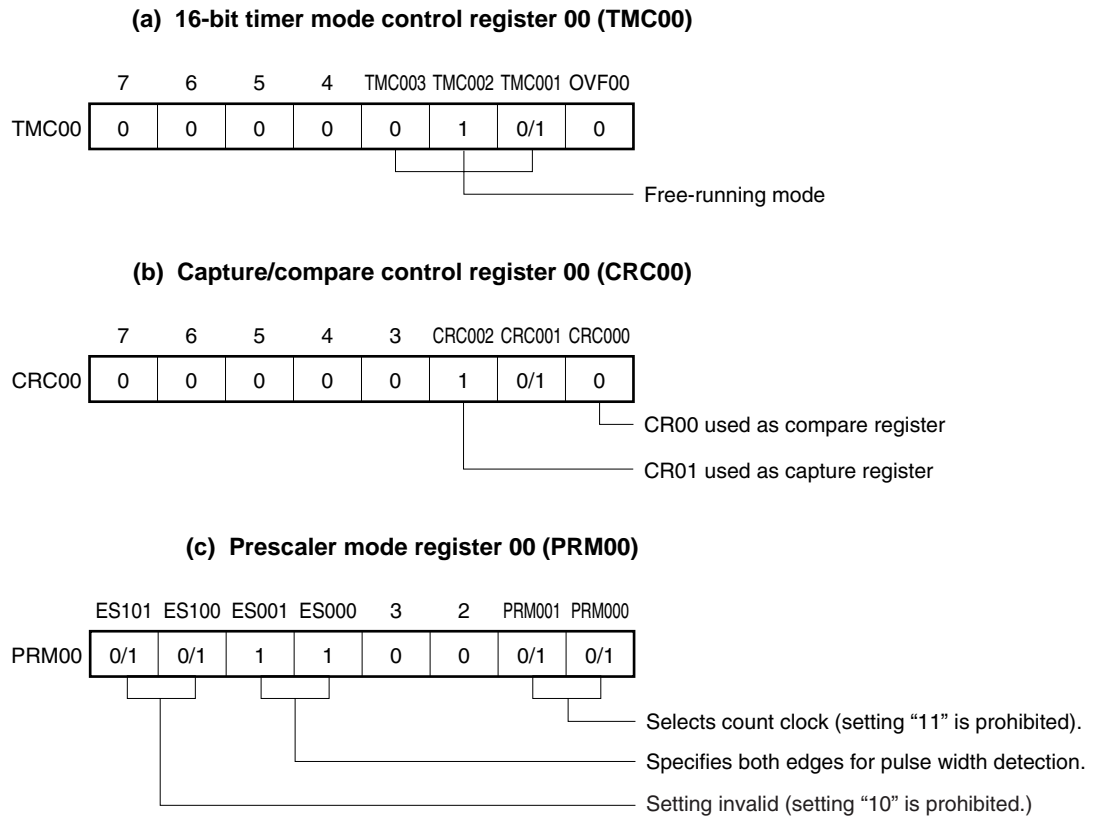 (a) 16-bit timer mode control register 00 (TMC00)
7 6 5 4 TMC003 TMC002 TMC001 OVF00
TMC00 0 0 0 0 0 1 0/1 0
Free-running mode
(b) Capture/compare control register 00 (CRC00)
7 6 5 4 3 CRC002 CRC001 CRC000
CRC00 0 0 0 0 0 1 0/1 0
CR00 used as compare register
CR01 used as capture register
(c) Prescaler mode register 00 (PRM00)
ES101 ES100 ES001 ES000 3 2 PRM001 PRM000
PRM00 0/1 0/1 1 1 0 0 0/1 0/1
Selects count clock (setting “11” is prohibited).
Specifies both edges for pulse width detection.
Setting invalid (setting “10” is prohibited.)